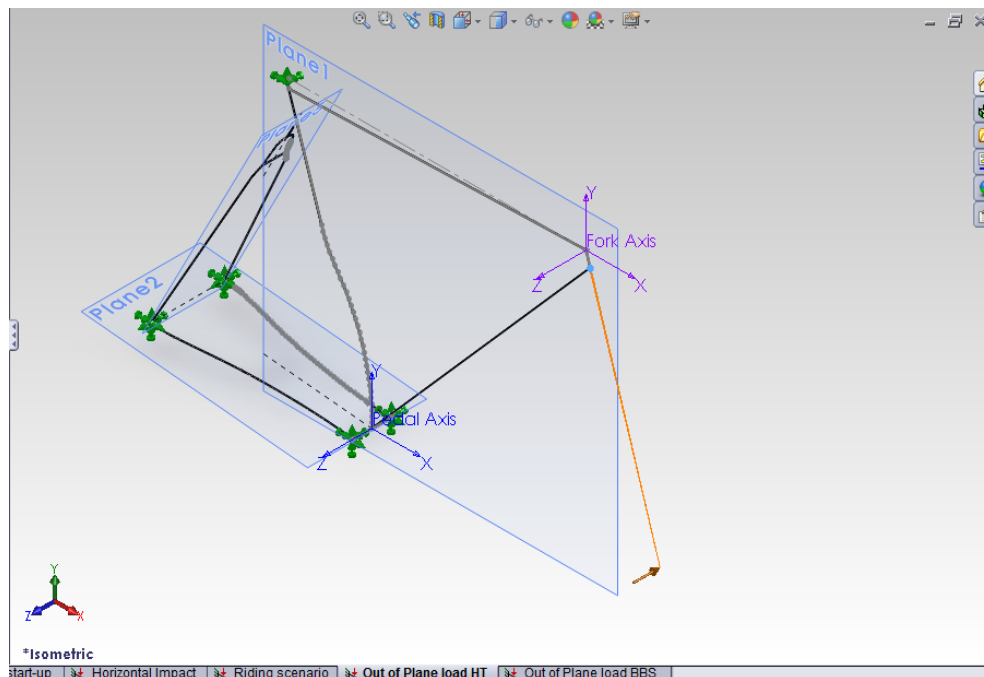 Plane1
Y
Fork Axis
Z
X
Plane2
Y
Pedal Axis
Z
X
Y
Z
X
*Isometric
start-up
Horizontal Impact
Riding scenario
Out of Plane load HT
Out of Plane load BBS